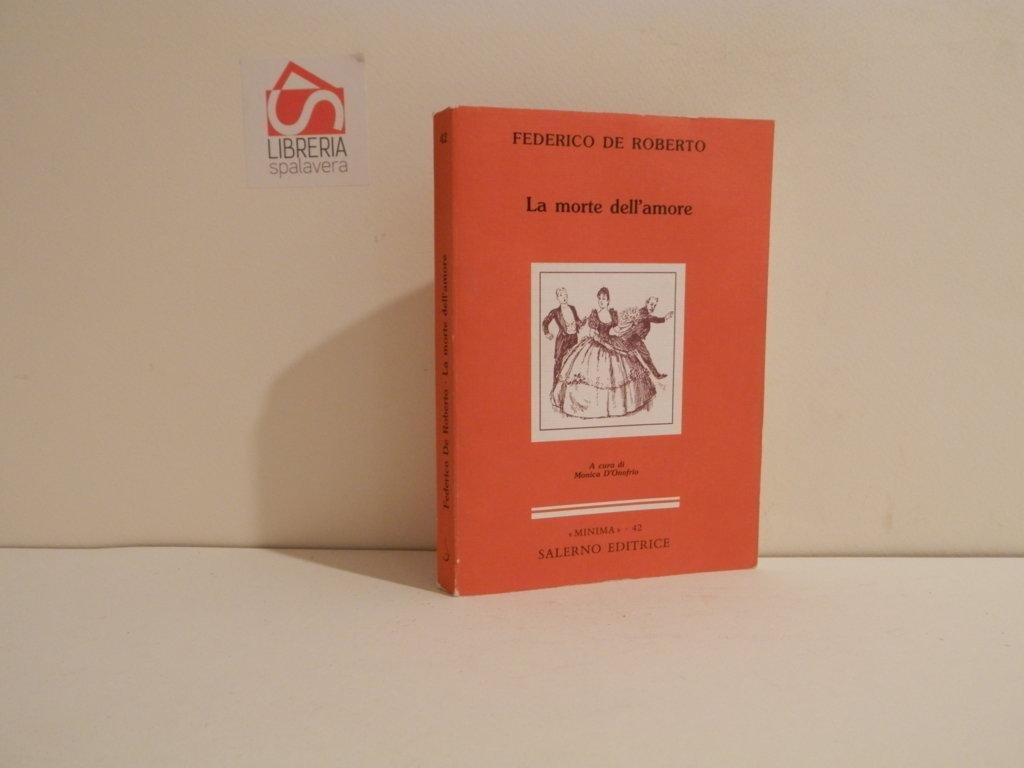 LIBRERIA
spalavera
42
Federico De Roberto · La morte dell'amore
FEDERICO DE ROBERTO
La morte dell'amore
A cura di
Monica D'Onofrio
«MINIMA» · 42
SALERNO EDITRICE